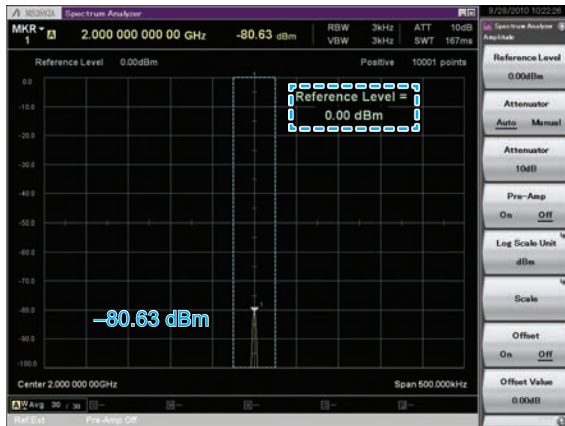 MS2692A Spectrum Analyzer
9/28/2010 10:22:26
MKR 1 A 2.000 000 000 00 GHz -80.63 dBm
RBW 3kHz ATT 10dB
VBW 3kHz SWT 167ms
Spectrum Analyzer
Amplitude
Reference Level 0.00dBm
Positive 10001 points
Reference Level =
0.00 dBm
0.0
-10.0
-20.0
-30.0
-40.0
-50.0
-60.0
-70.0
-80.0
-90.0
-100.0
1
–80.63 dBm
Center 2.000 000 00GHz
Span 500.000kHz
A W Avg 30 / 30
Ref.Ext Pre-Amp Off
Reference Level
0.00dBm
Attenuator
Auto Manual
Attenuator
10dB
Pre-Amp
On Off
Log Scale Unit
dBm
Scale
Offset
On Off
Offset Value
0.00dB